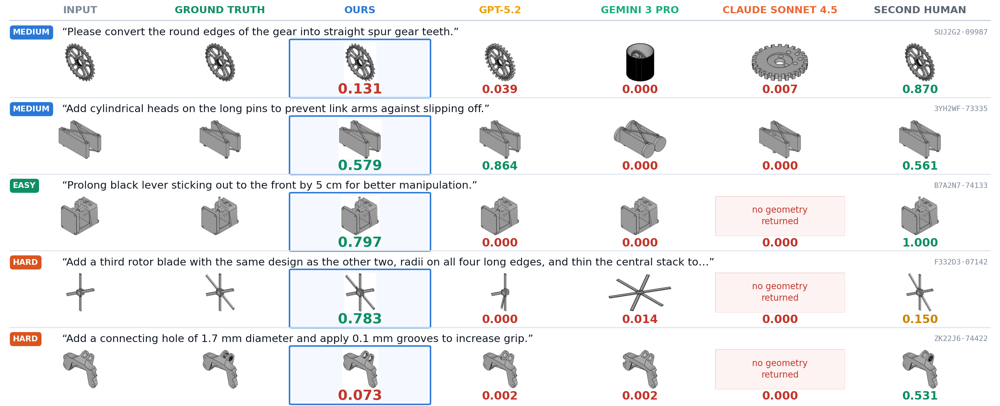 INPUT GROUND TRUTH OURS GPT-5.2 GEMINI 3 PRO CLAUDE SONNET 4.5 SECOND HUMAN
MEDIUM “Please convert the round edges of the gear into straight spur gear teeth.” SUJ2G2·09987
0.131 0.039 0.000 0.007 0.870
MEDIUM “Add cylindrical heads on the long pins to prevent link arms against slipping off.” 3YH2WF·73335
0.579 0.864 0.000 0.000 0.561
EASY “Prolong black lever sticking out to the front by 5 cm for better manipulation.” B7A2N7·74133
no geometry
returned
0.797 0.000 0.000 0.000 1.000
HARD “Add a third rotor blade with the same design as the other two, radii on all four long edges, and thin the central stack to…” F332D3·07142
no geometry
returned
0.783 0.000 0.014 0.000 0.150
HARD “Add a connecting hole of 1.7 mm diameter and apply 0.1 mm grooves to increase grip.” ZK22J6·74422
no geometry
returned
0.073 0.002 0.002 0.000 0.531